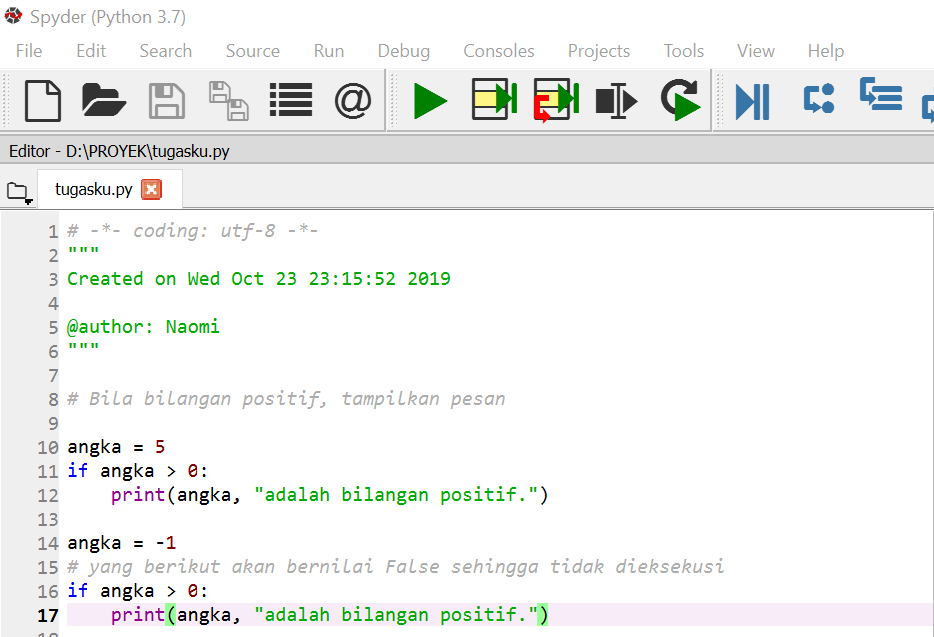 Spyder (Python 3.7)
File Edit Search Source Run Debug Consoles Projects Tools View Help
Editor - D:\PROYEK\tugasku.py
tugasku.py
1 # -*- coding: utf-8 -*-
2 """
3 Created on Wed Oct 23 23:15:52 2019
4
5 @author: Naomi
6 """
7
8 # Bila bilangan positif, tampilkan pesan
9
10 angka = 5
11 if angka > 0:
12     print(angka, "adalah bilangan positif.")
13
14 angka = -1
15 # yang berikut akan bernilai False sehingga tidak dieksekusi
16 if angka > 0:
17     print(angka, "adalah bilangan positif.")
18